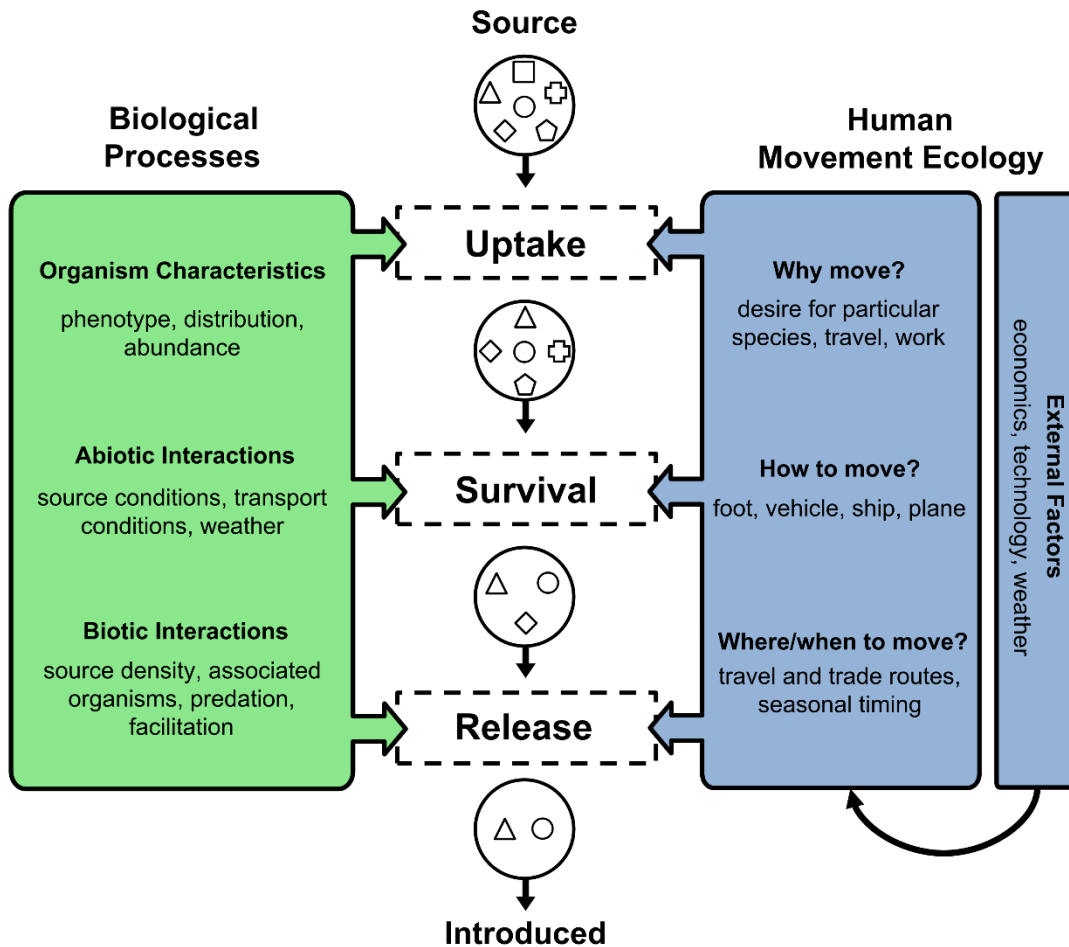 Source
Biological
Processes
Human
Movement Ecology
Uptake
Organism Characteristics
phenotype, distribution,
abundance
Why move?
desire for particular
species, travel, work
Abiotic Interactions
source conditions, transport
conditions, weather
Survival
How to move?
foot, vehicle, ship, plane
Biotic Interactions
source density, associated
organisms, predation,
facilitation
Release
Where/when to move?
travel and trade routes,
seasonal timing
External Factors
economics, technology, weather
Introduced